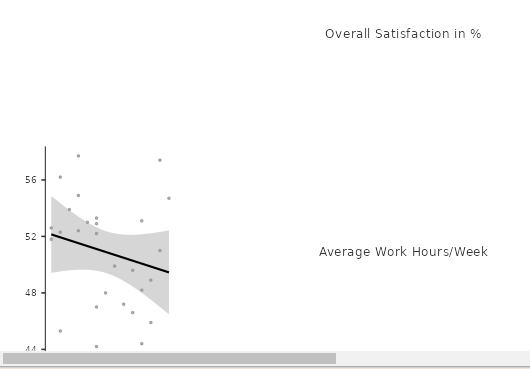 Overall Satisfaction in %
56
52
Average Work Hours/Week
48
44